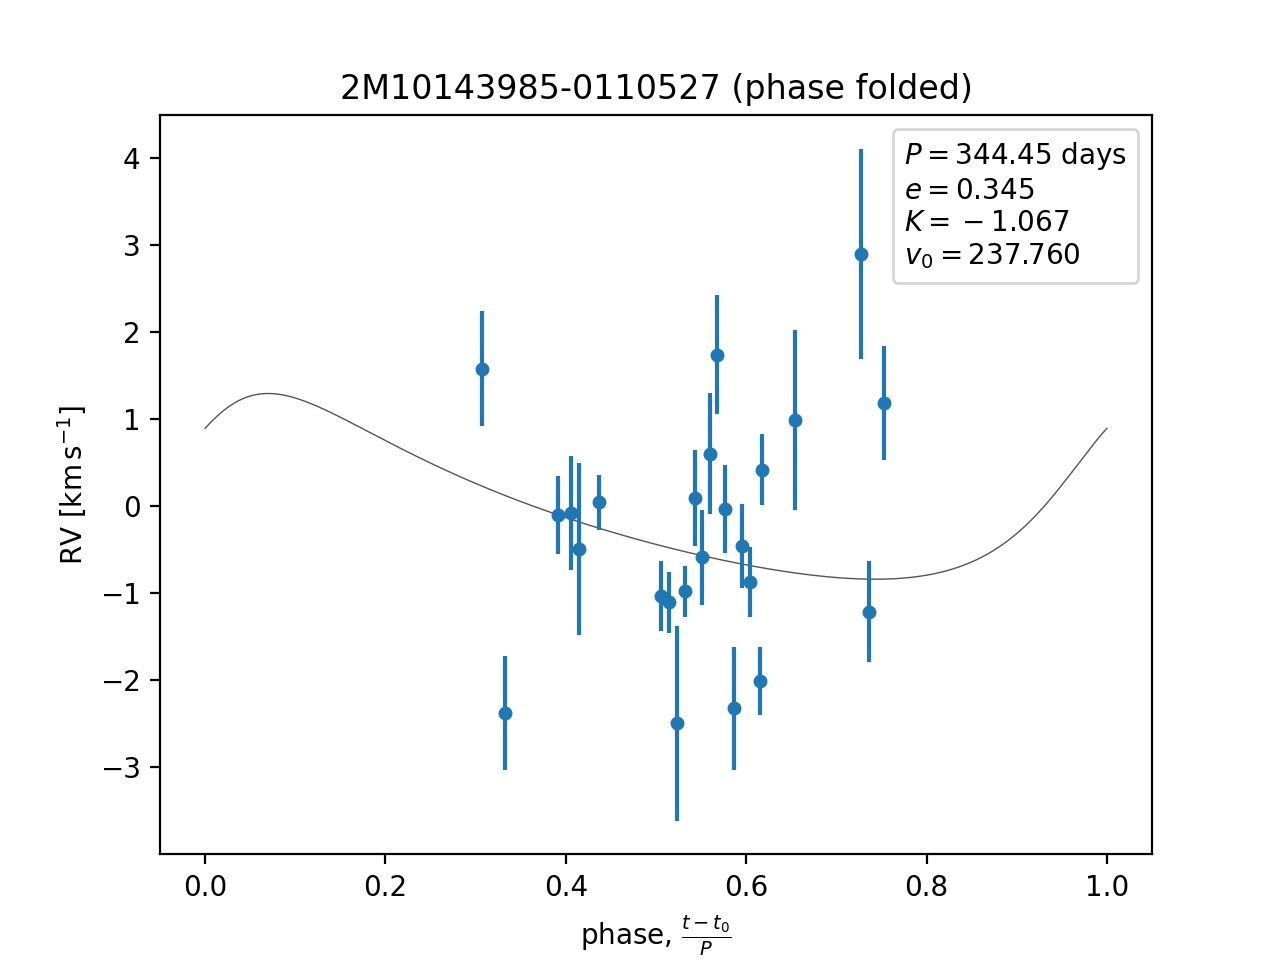 2M10143985-0110527 (phase folded)
P = 344.45 days
e = 0.345
K = −1.067
v₀ = 237.760
4
3
2
1
0
−1
−2
−3
RV [km s⁻¹]
0.0 0.2 0.4 0.6 0.8 1.0
phase, (t − t₀)/P